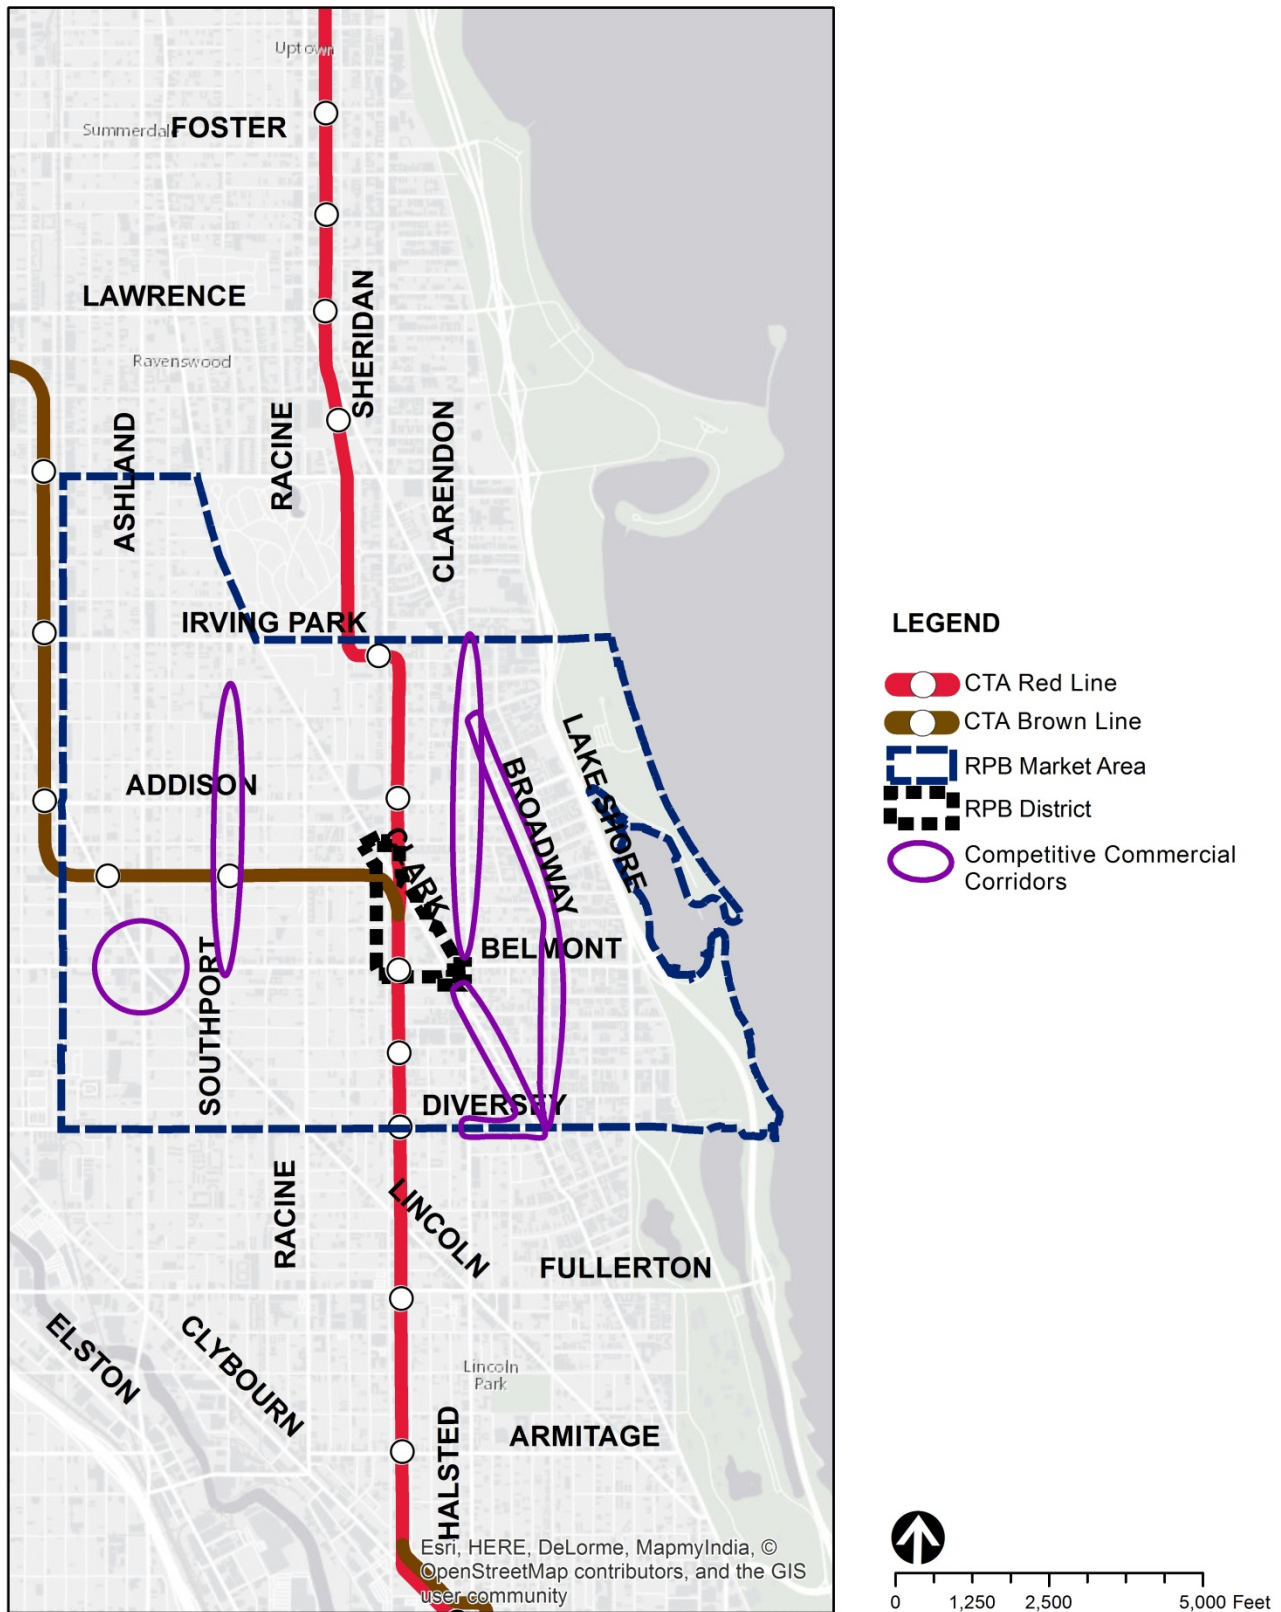 Uptown
Summerdale
FOSTER
LAWRENCE
SHERIDAN
Ravenswood
ASHLAND
RACINE
CLARENDON
IRVING PARK
ADDISON
CLARK
BROADWAY
LAKE SHORE
BELMONT
SOUTHPORT
DIVERSEY
RACINE
LINCOLN
FULLERTON
ELSTON
CLYBOURN
Lincoln
Park
HALSTED
ARMITAGE
Esri, HERE, DeLorme, MapmyIndia, ©
OpenStreetMap contributors, and the GIS
user community
LEGEND
CTA Red Line
CTA Brown Line
RPB Market Area
RPB District
Competitive Commercial
Corridors
0 1,250 2,500 5,000 Feet